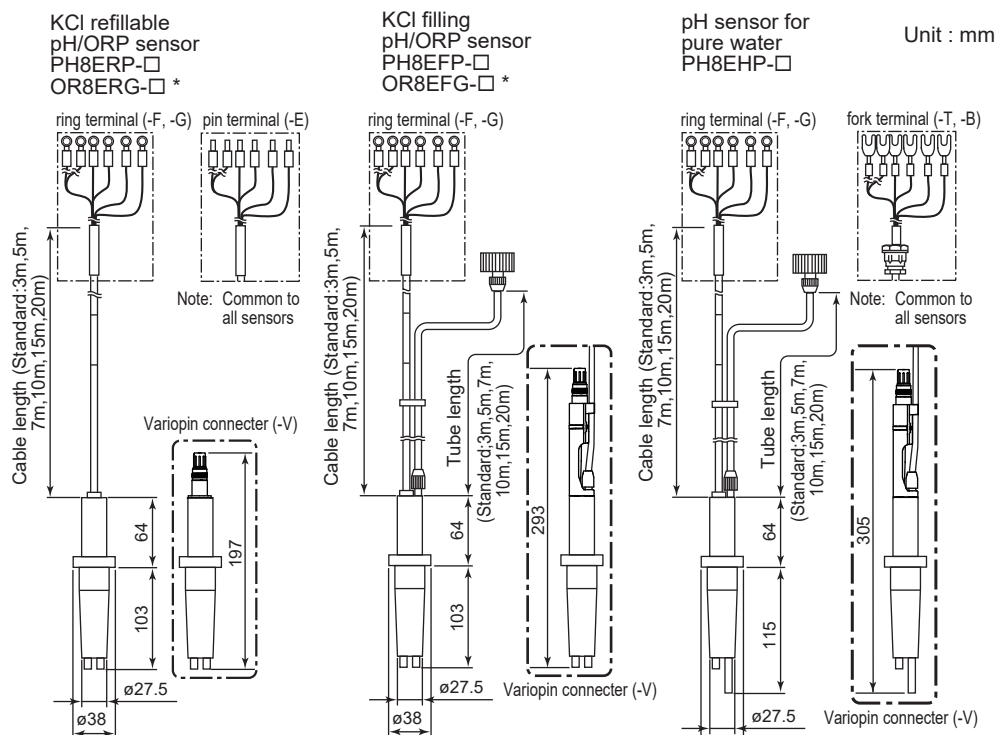 KCl refillable
pH/ORP sensor
PH8ERP-□
OR8ERG-□ *
KCl filling
pH/ORP sensor
PH8EFP-□
OR8EFG-□ *
pH sensor for
pure water
PH8EHP-□
Unit : mm
ring terminal (-F, -G)
pin terminal (-E)
ring terminal (-F, -G)
ring terminal (-F, -G)
fork terminal (-T, -B)
Note: Common to
all sensors
Note: Common to
all sensors
Cable length (Standard:3m,5m,
7m,10m,15m,20m)
Variopin connecter (-V)
64
103
197
ø27.5
ø38
Cable length (Standard:3m,5m,
7m,10m,15m,20m)
Tube length
(Standard:3m,5m,7m,
10m,15m,20m)
64
103
293
ø27.5
ø38
Variopin connecter (-V)
Cable length (Standard:3m,5m,
7m,10m,15m,20m)
Tube length
(Standard:3m,5m,7m,
10m,15m,20m)
64
115
305
ø27.5
Variopin connecter (-V)